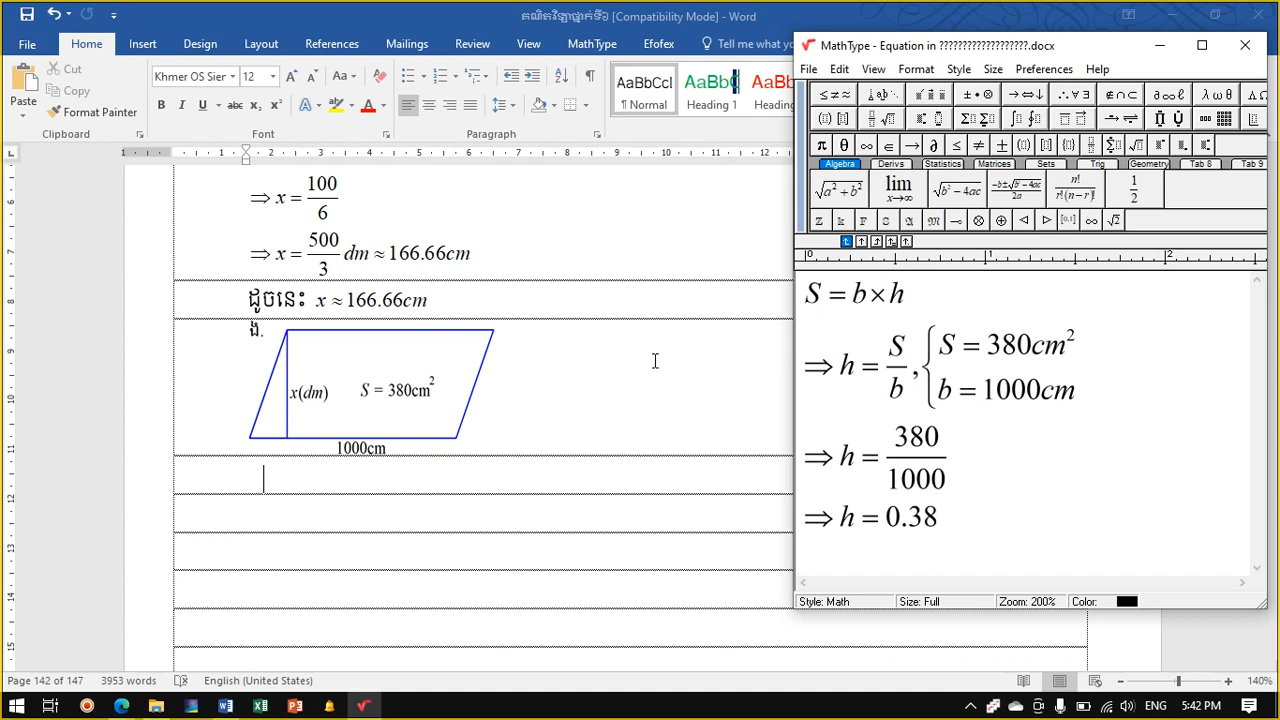 គណិតវិទ្យាថ្នាក់ទី៦ [Compatibility Mode] - Word
File Home Insert Design Layout References Mailings Review View MathType Efofex Tell me what yo
Paste Cut Copy Format Painter
Khmer OS Sier 12
AaBbCcI AaBbC AaBbC
¶ Normal Heading 1 Heading
Clipboard Font Paragraph
⇒ x = 100/6
⇒ x = 500/3 dm ≈ 166.66cm
ដូចនេះ x ≈ 166.66cm
ង.
x(dm) S = 380cm²
1000cm
MathType - Equation in ???????????????????.docx
File Edit View Format Style Size Preferences Help
Algebra Derivs Statistics Matrices Sets Trig Geometry Tab 8 Tab 9
S = b × h
⇒ h = S/b , { S = 380cm²
b = 1000cm
⇒ h = 380/1000
⇒ h = 0.38
Style: Math Size: Full Zoom: 200% Color:
Page 142 of 147 3953 words English (United States) 140%
ENG 5:42 PM